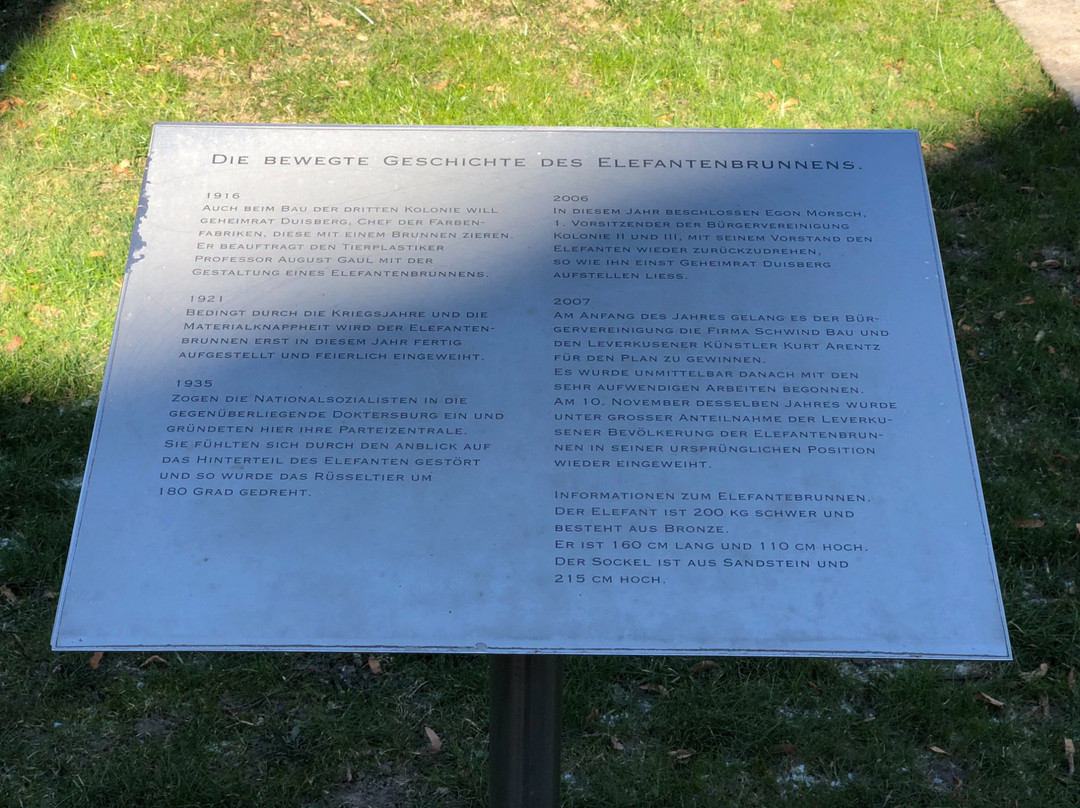 Die bewegte Geschichte des Elefantenbrunnens.
1916
Auch beim Bau der dritten Kolonie will
Geheimrat Duisberg, Chef der Farben-
fabriken, diese mit einem Brunnen zieren.
Er beauftragt den Tierplastiker
Professor August Gaul mit der
Gestaltung eines Elefantenbrunnens.
1921
Bedingt durch die Kriegsjahre und die
Materialknappheit wird der Elefanten-
brunnen erst in diesem Jahr fertig
aufgestellt und feierlich eingeweiht.
1935
Zogen die Nationalsozialisten in die
gegenüberliegende Doktersburg ein und
gründeten hier ihre Parteizentrale.
Sie fühlten sich durch den Anblick auf
das Hinterteil des Elefanten gestört
und so wurde das Rüsseltier um
180 Grad gedreht.
2006
In diesem Jahr beschlossen Egon Morsch,
1. Vorsitzender der Bürgervereinigung
Kolonie II und III, mit seinem Vorstand den
Elefanten wieder zurückzudrehen,
so wie ihn einst Geheimrat Duisberg
aufstellen liess.
2007
Am Anfang des Jahres gelang es der Bür-
gervereinigung die Firma Schwind Bau und
den Leverkusener Künstler Kurt Arentz
für den Plan zu gewinnen.
Es wurde unmittelbar danach mit den
sehr aufwendigen Arbeiten begonnen.
Am 10. November desselben Jahres wurde
unter grosser Anteilnahme der Leverku-
sener Bevölkerung der Elefantenbrun-
nen in seiner ursprünglichen Position
wieder eingeweiht.
Informationen zum Elefantebrunnen.
Der Elefant ist 200 kg schwer und
besteht aus Bronze.
Er ist 160 cm lang und 110 cm hoch.
Der Sockel ist aus Sandstein und
215 cm hoch.